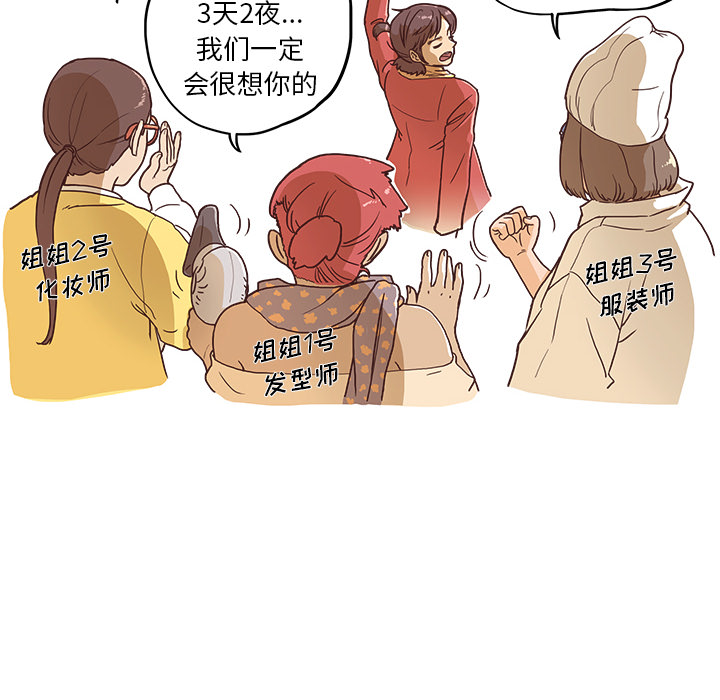 3天2夜...
我们一定
会很想你的
姐姐2号
化妆师
姐姐1号
发型师
姐姐3号
服装师